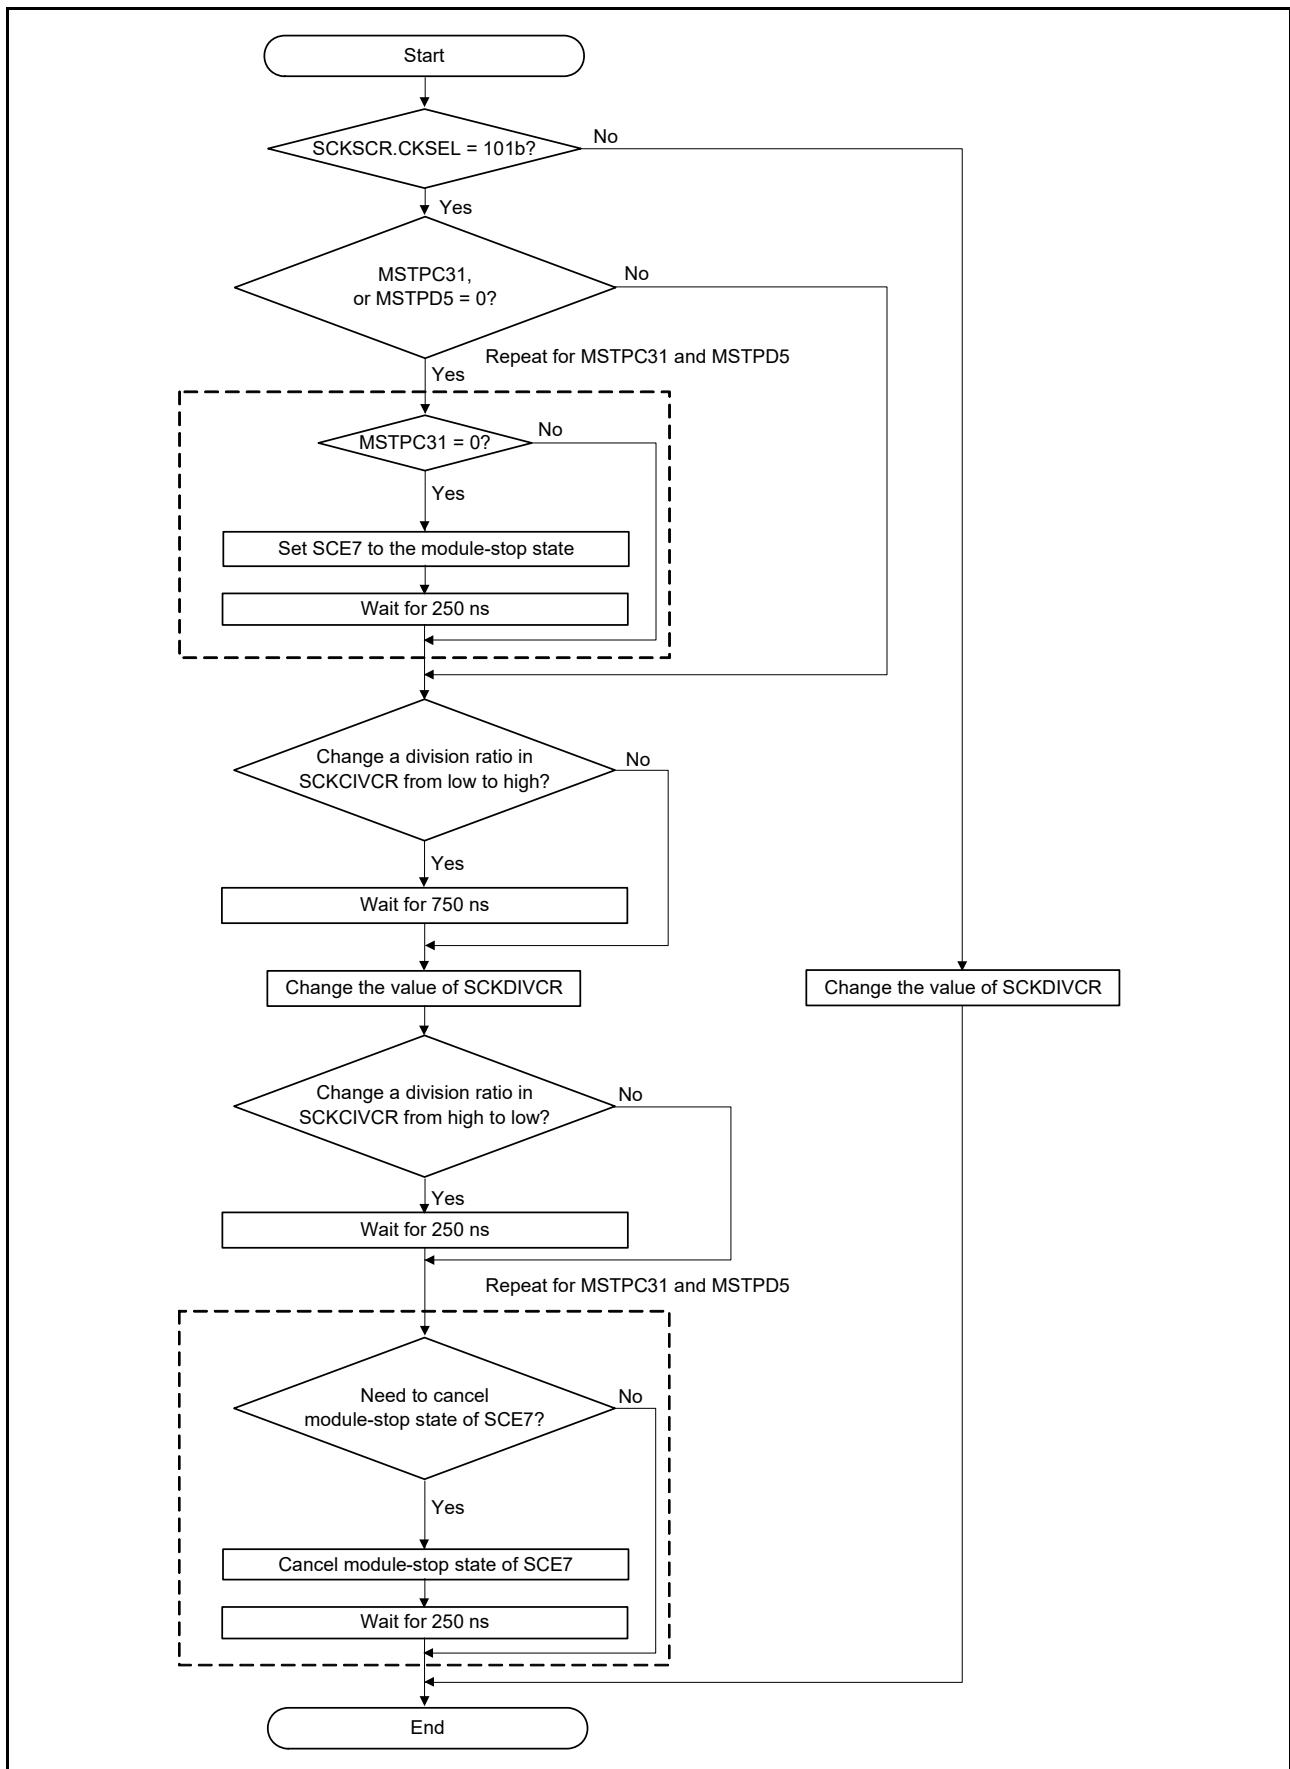 Start
SCKSCR.CKSEL = 101b?
No
Yes
MSTPC31,
or MSTPD5 = 0?
No
Repeat for MSTPC31 and MSTPD5
Yes
MSTPC31 = 0?
No
Yes
Set SCE7 to the module-stop state
Wait for 250 ns
Change a division ratio in
SCKCIVCR from low to high?
No
Yes
Wait for 750 ns
Change the value of SCKDIVCR
Change the value of SCKDIVCR
Change a division ratio in
SCKCIVCR from high to low?
No
Yes
Wait for 250 ns
Repeat for MSTPC31 and MSTPD5
Need to cancel
module-stop state of SCE7?
No
Yes
Cancel module-stop state of SCE7
Wait for 250 ns
End